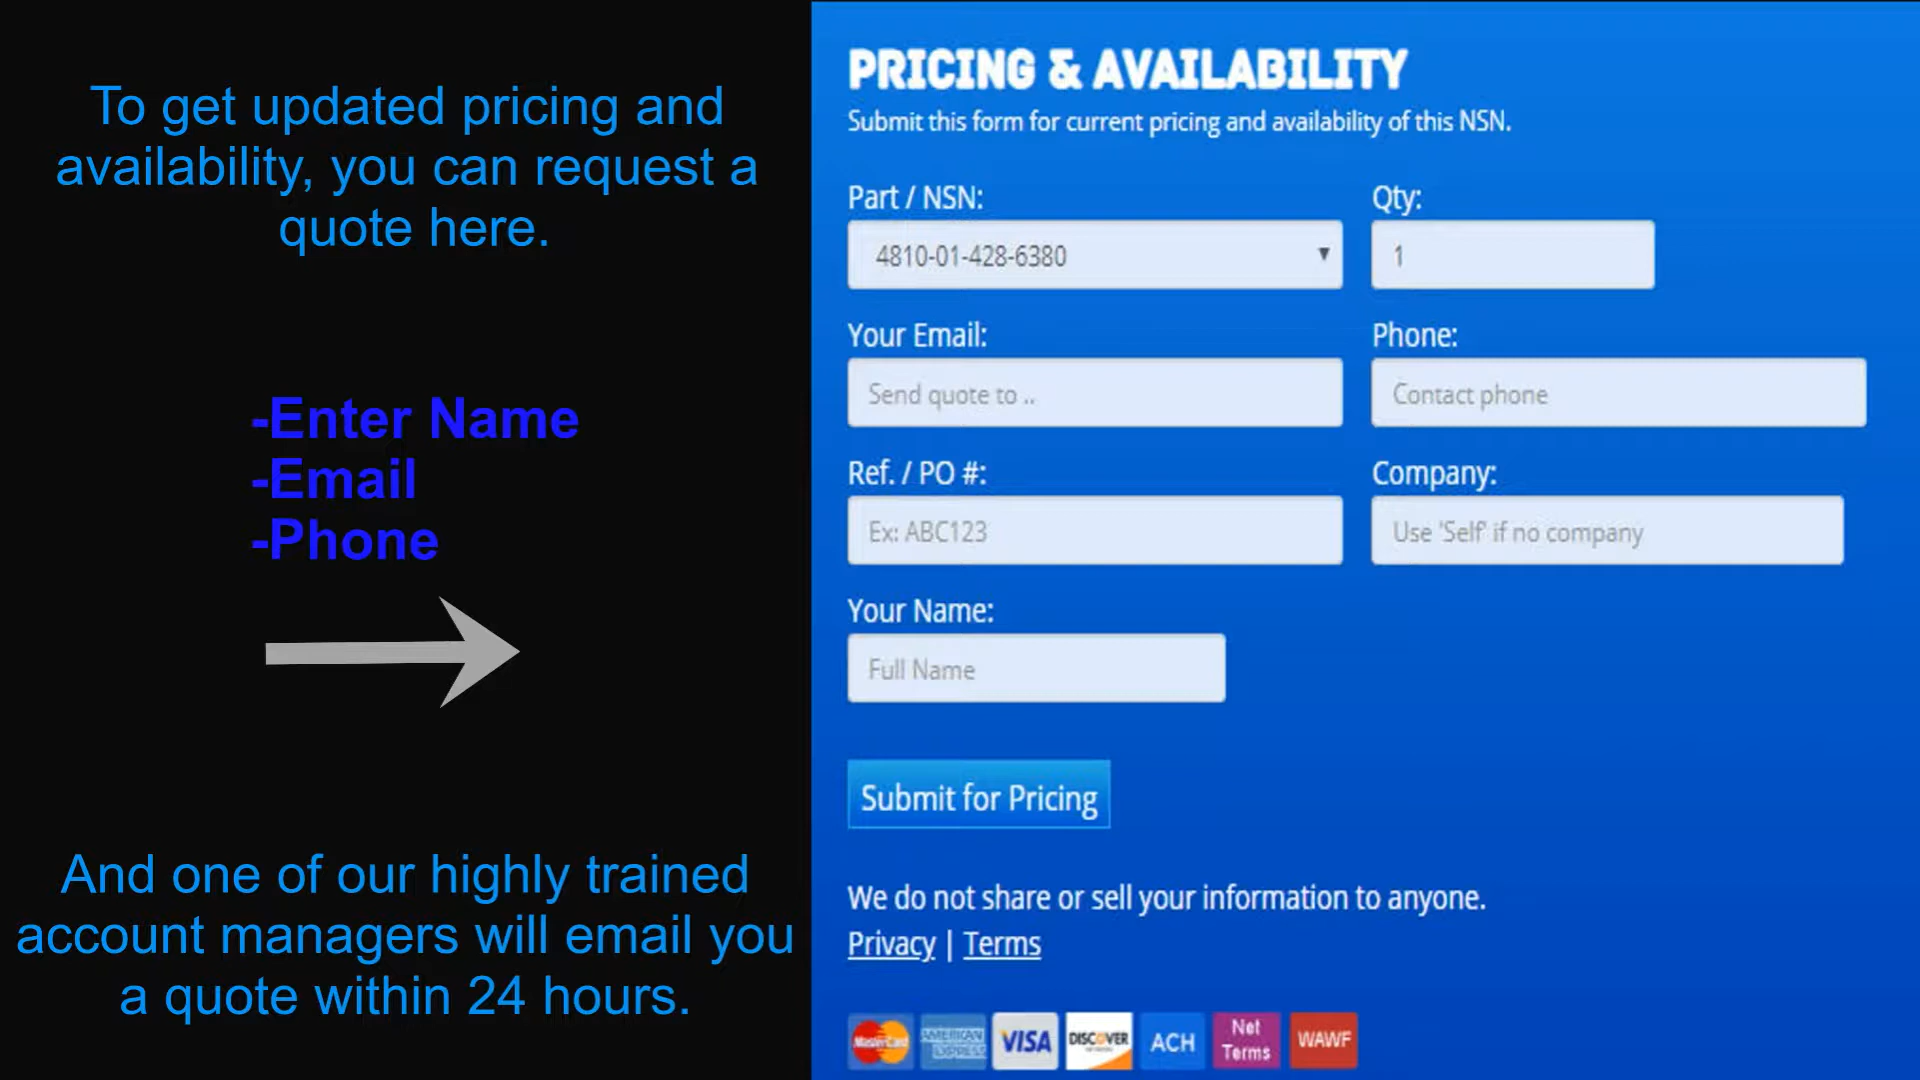 To get updated pricing and
availability, you can request a
quote here.
-Enter Name
-Email
-Phone
And one of our highly trained
account managers will email you
a quote within 24 hours.
PRICING & AVAILABILITY
Submit this form for current pricing and availability of this NSN.
Part / NSN: Qty:
4810-01-428-6380 1
Your Email: Phone:
Send quote to .. Contact phone
Ref. / PO #: Company:
Ex: ABC123 Use 'Self' if no company
Your Name:
Full Name
Submit for Pricing
We do not share or sell your information to anyone.
Privacy | Terms
MasterCard AMERICAN EXPRESS VISA DISCOVER ACH Net Terms WAWF